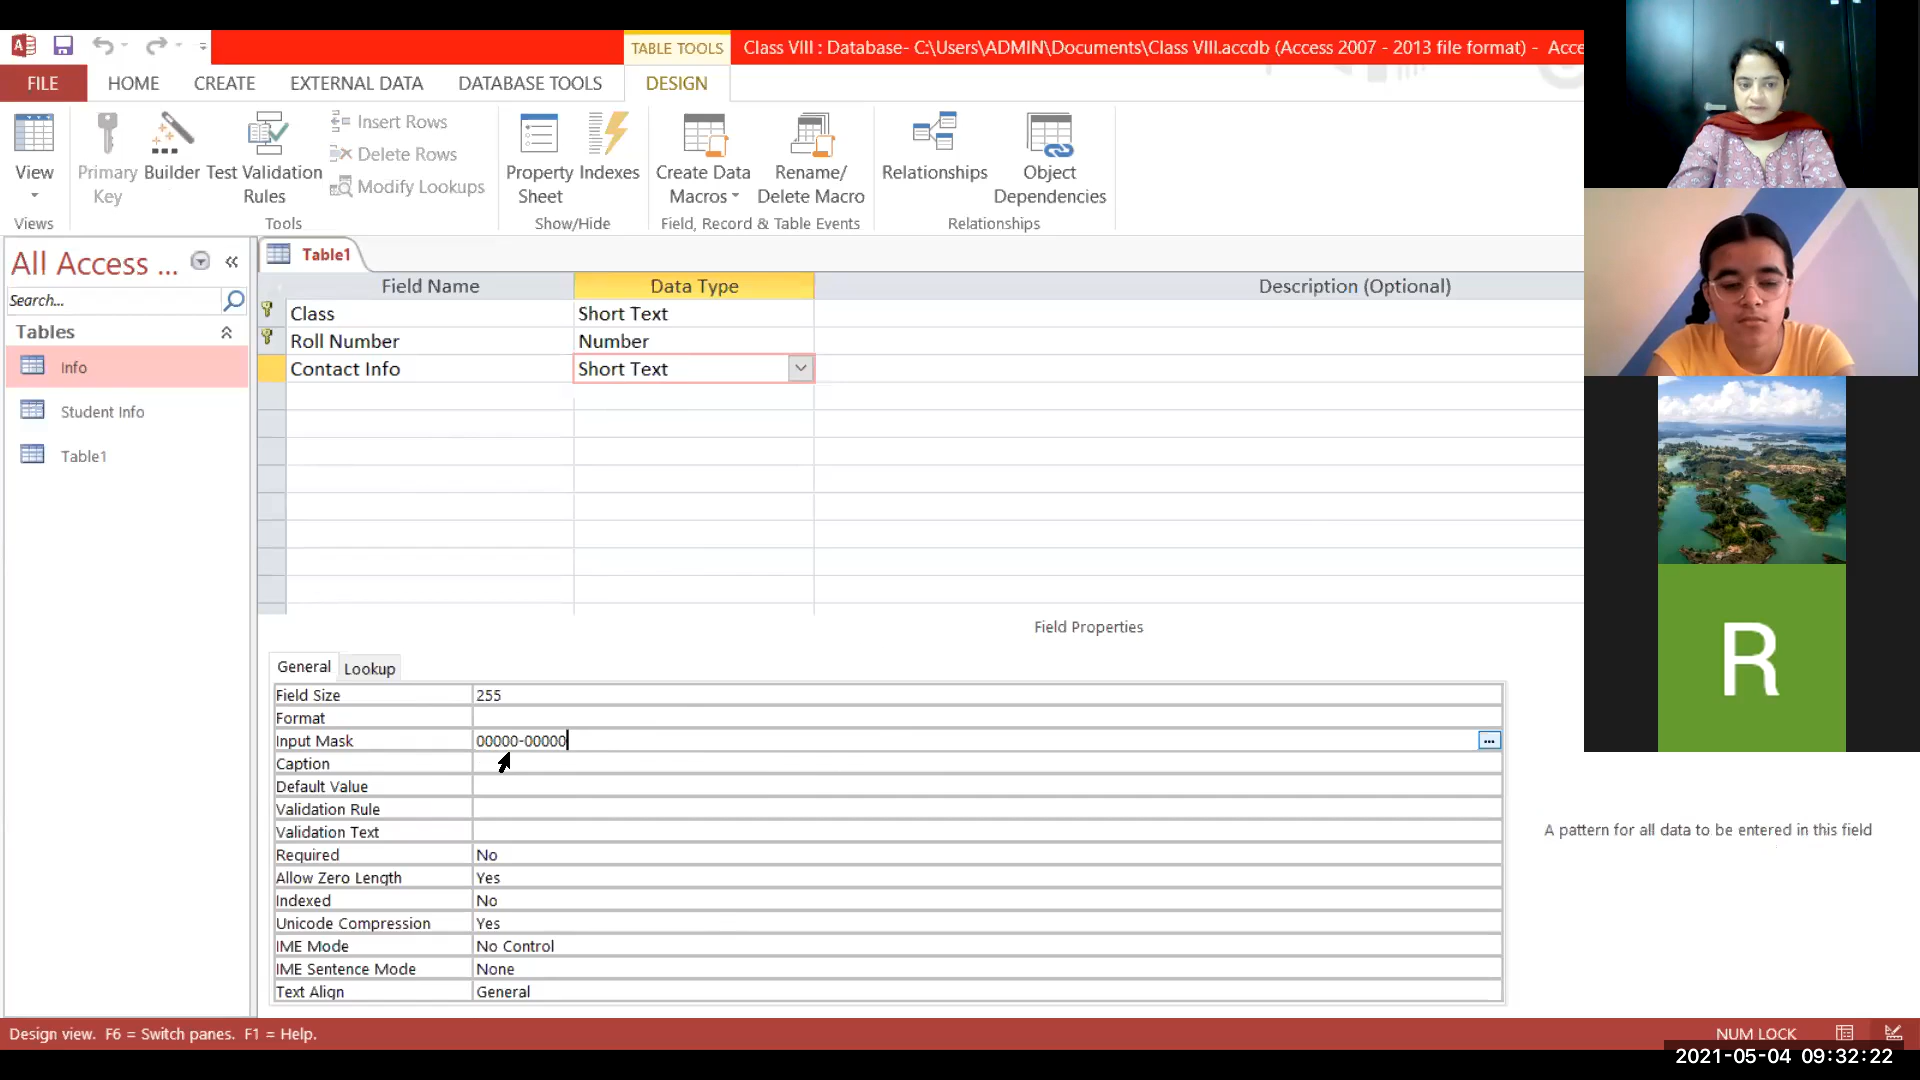 TABLE TOOLS
Class VIII : Database- C:\Users\ADMIN\Documents\Class VIII.accdb (Access 2007 - 2013 file format) - Acce
FILE HOME CREATE EXTERNAL DATA DATABASE TOOLS DESIGN
View
Primary Key
Builder
Test Validation Rules
Insert Rows
Delete Rows
Modify Lookups
Property Sheet
Indexes
Create Data Macros
Rename/ Delete Macro
Relationships
Object Dependencies
Views
Tools
Show/Hide
Field, Record & Table Events
Relationships
All Access ...
Search...
Tables
Info
Student Info
Table1
Table1
Field Name Data Type Description (Optional)
Class Short Text
Roll Number Number
Contact Info Short Text
Field Properties
General Lookup
Field Size 255
Format
Input Mask 00000-00000
Caption
Default Value
Validation Rule
Validation Text
Required No
Allow Zero Length Yes
Indexed No
Unicode Compression Yes
IME Mode No Control
IME Sentence Mode None
Text Align General
A pattern for all data to be entered in this field
R
Design view. F6 = Switch panes. F1 = Help.
NUM LOCK
2021-05-04 09:32:22